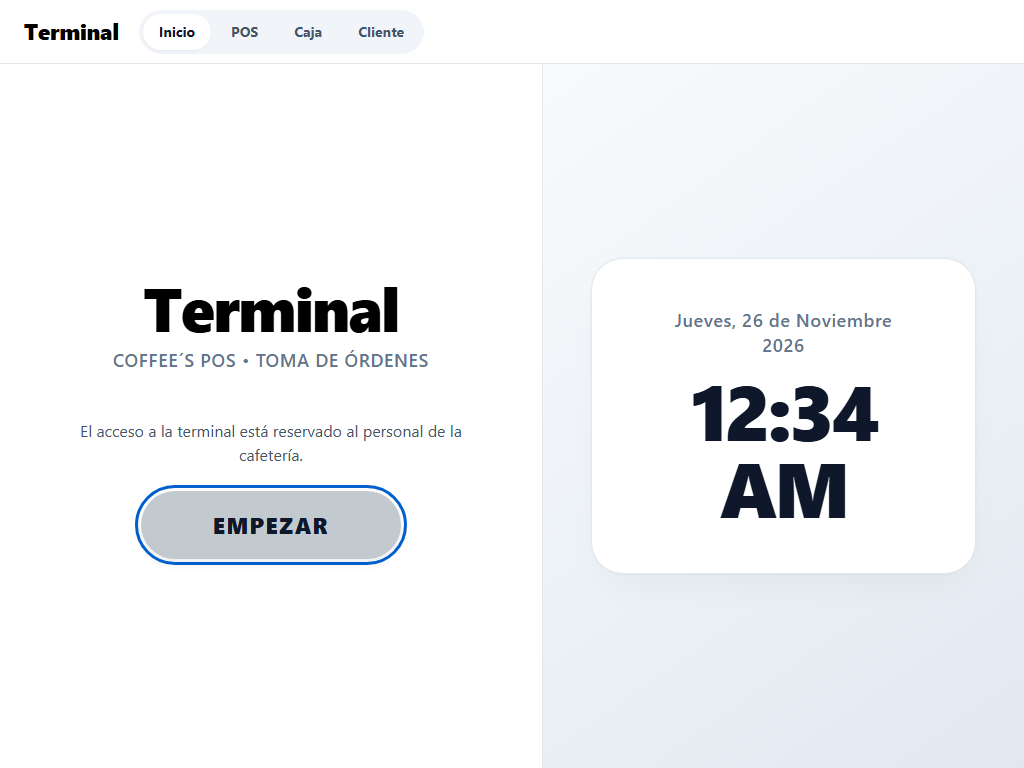 Terminal
Inicio
POS
Caja
Cliente
Terminal
COFFEE´S POS • TOMA DE ÓRDENES
El acceso a la terminal está reservado al personal de la
cafetería.
EMPEZAR
Jueves, 26 de Noviembre
2026
12:34
AM